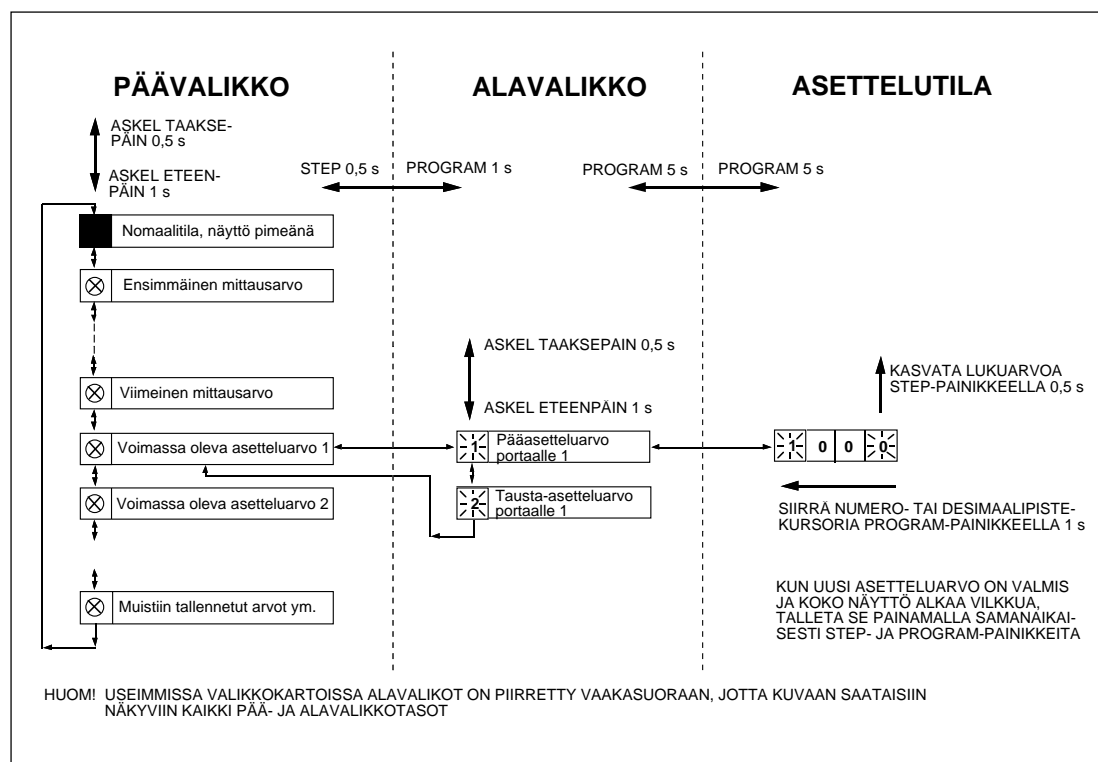 PÄÄVALIKKO
ALAVALIKKO
ASETTELUTILA
ASKEL TAAKSE-
PÄIN 0,5 s
ASKEL ETEEN-
PÄIN 1 s
STEP 0,5 s
PROGRAM 1 s
PROGRAM 5 s
PROGRAM 5 s
Nomaalitila, näyttö pimeänä
Ensimmäinen mittausarvo
Viimeinen mittausarvo
Voimassa oleva asetteluarvo 1
Voimassa oleva asetteluarvo 2
Muistiin tallennetut arvot ym.
ASKEL TAAKSEPAIN 0,5 s
ASKEL ETEENPÄIN 1 s
1
Pääasetteluarvo
portaalle 1
2
Tausta-asetteluarvo
portaalle 1
KASVATA LUKUARVOA
STEP-PAINIKKEELLA 0,5 s
1 0 0 0
SIIRRÄ NUMERO- TAI DESIMAALIPISTE-
KURSORIA PROGRAM-PAINIKKEELLA 1 s
KUN UUSI ASETTELUARVO ON VALMIS
JA KOKO NÄYTTÖ ALKAA VILKKUA,
TALLETA SE PAINAMALLA SAMANAIKAI-
SESTI STEP- JA PROGRAM-PAINIKKEITA
HUOM! USEIMMISSA VALIKKOKARTOISSA ALAVALIKOT ON PIIRRETTY VAAKASUORAAN, JOTTA KUVAAN SAATAISIIN
NÄKYVIIN KAIKKI PÄÄ- JA ALAVALIKKOTASOT